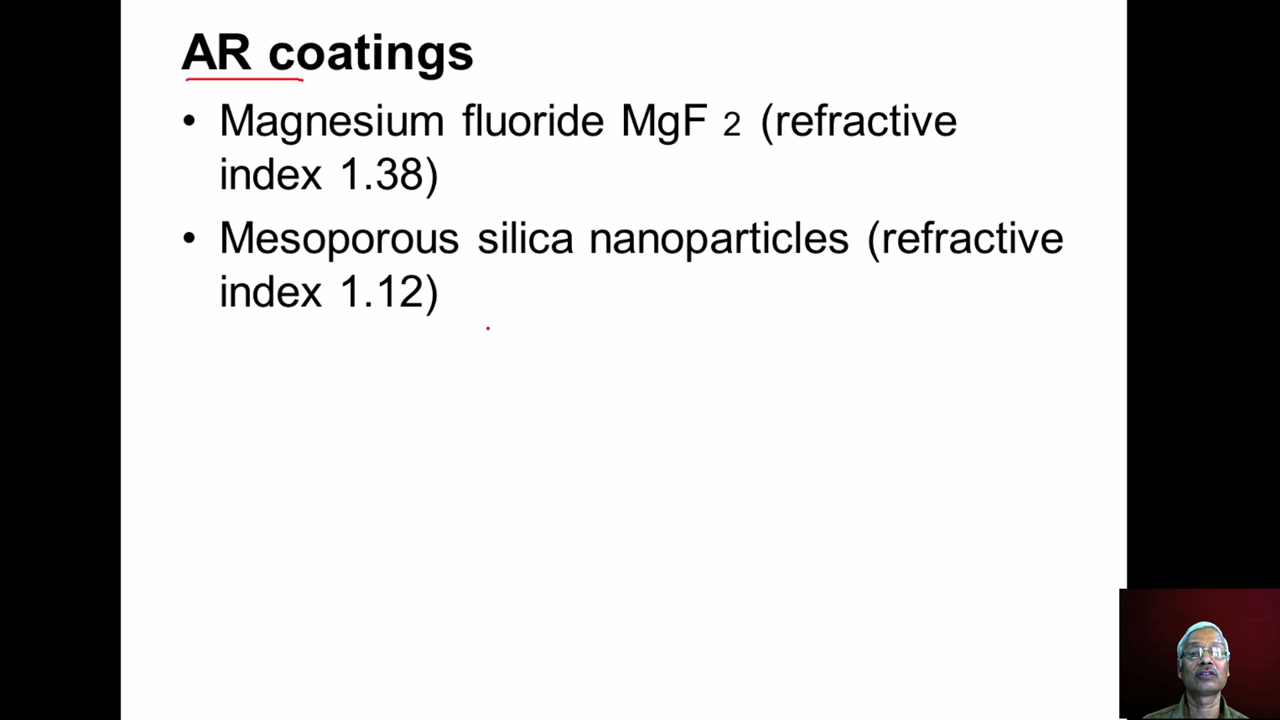 AR coatings
• Magnesium fluoride MgF 2 (refractive
index 1.38)
• Mesoporous silica nanoparticles (refractive
index 1.12)